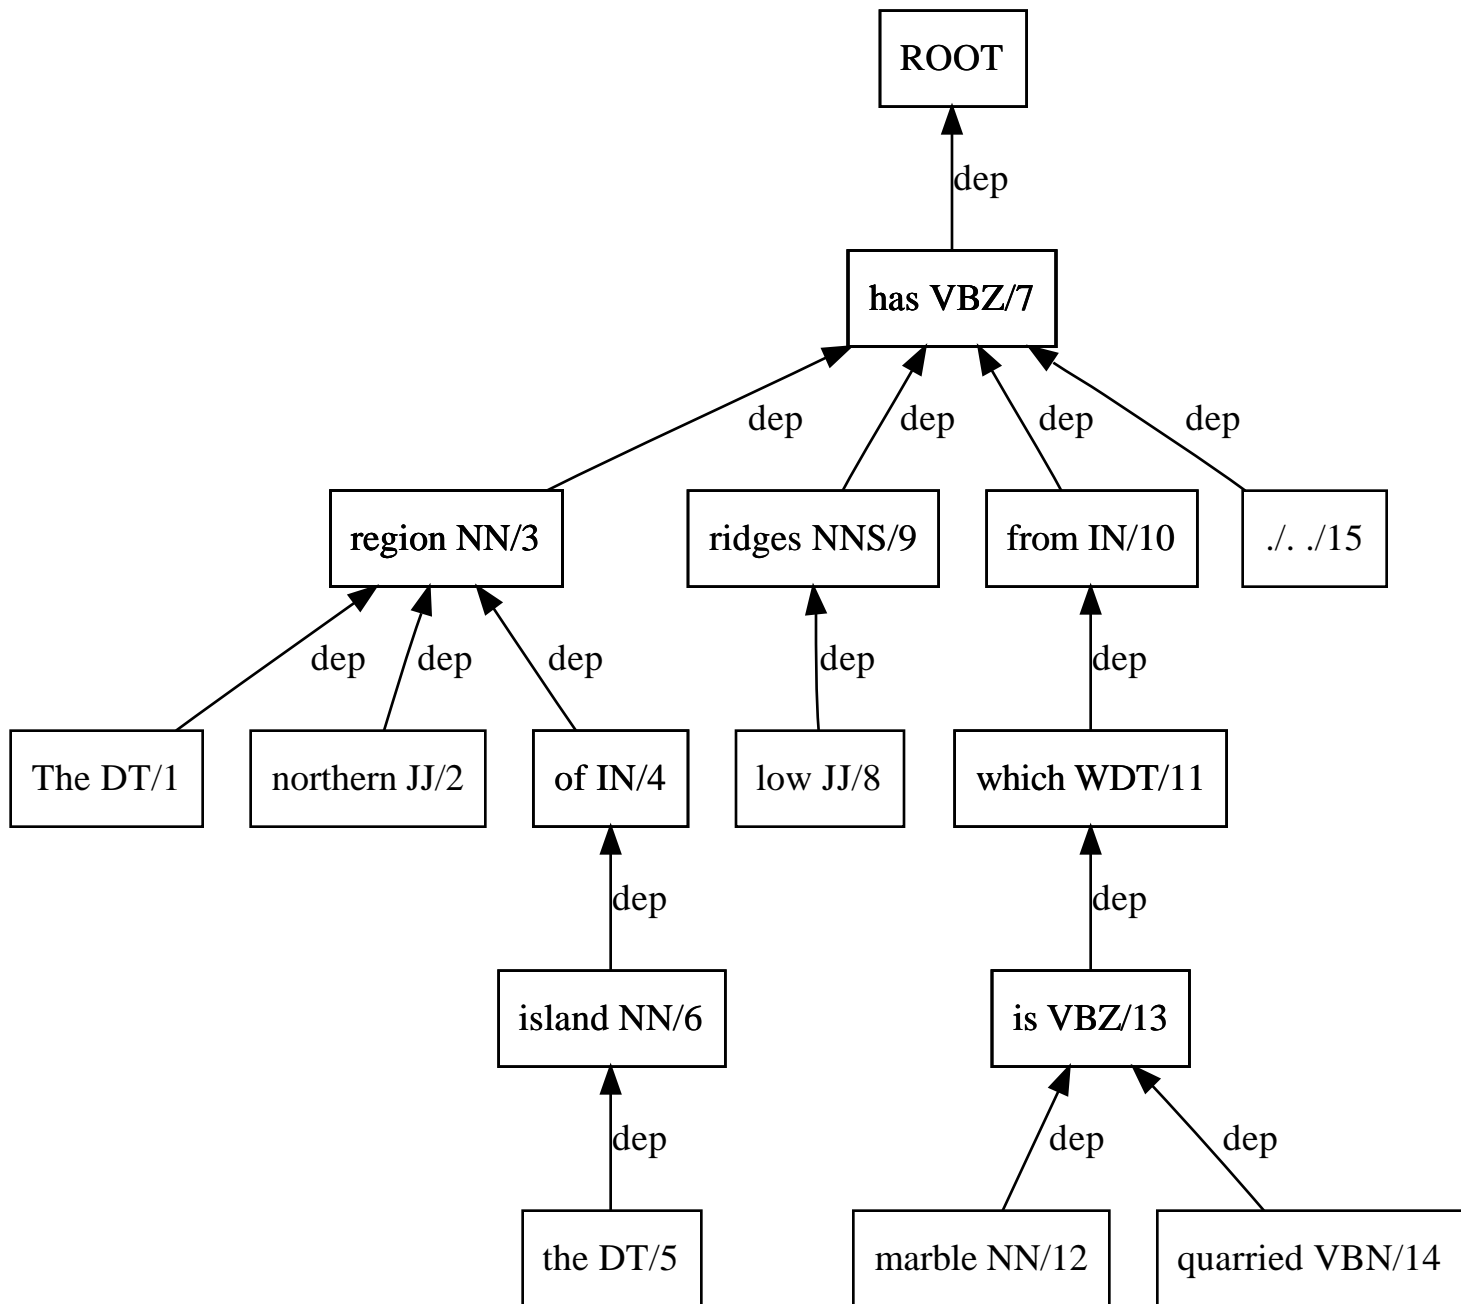 ROOT
dep
has VBZ/7
dep dep dep dep
region NN/3 ridges NNS/9 from IN/10 ./. ./15
dep dep dep dep dep
The DT/1 northern JJ/2 of IN/4 low JJ/8 which WDT/11
dep dep
island NN/6 is VBZ/13
dep dep dep
the DT/5 marble NN/12 quarried VBN/14